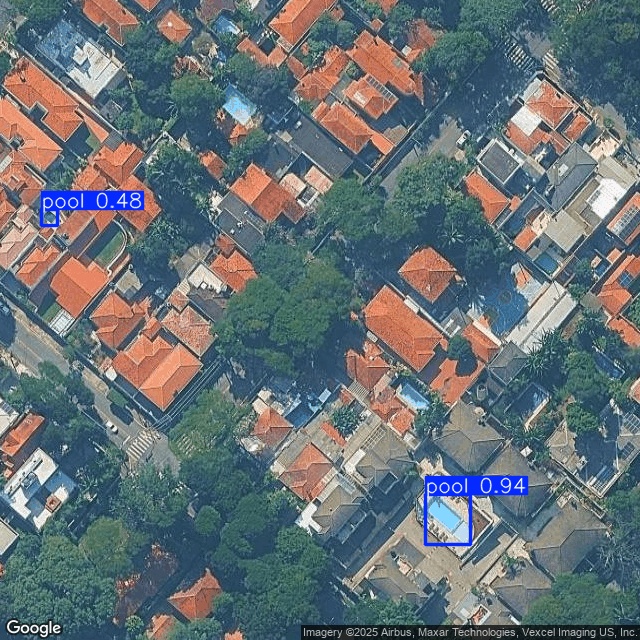 pool 0.48
pool 0.94
Google
Imagery ©2025 Airbus, Maxar Technologies, Vexcel Imaging US, Inc